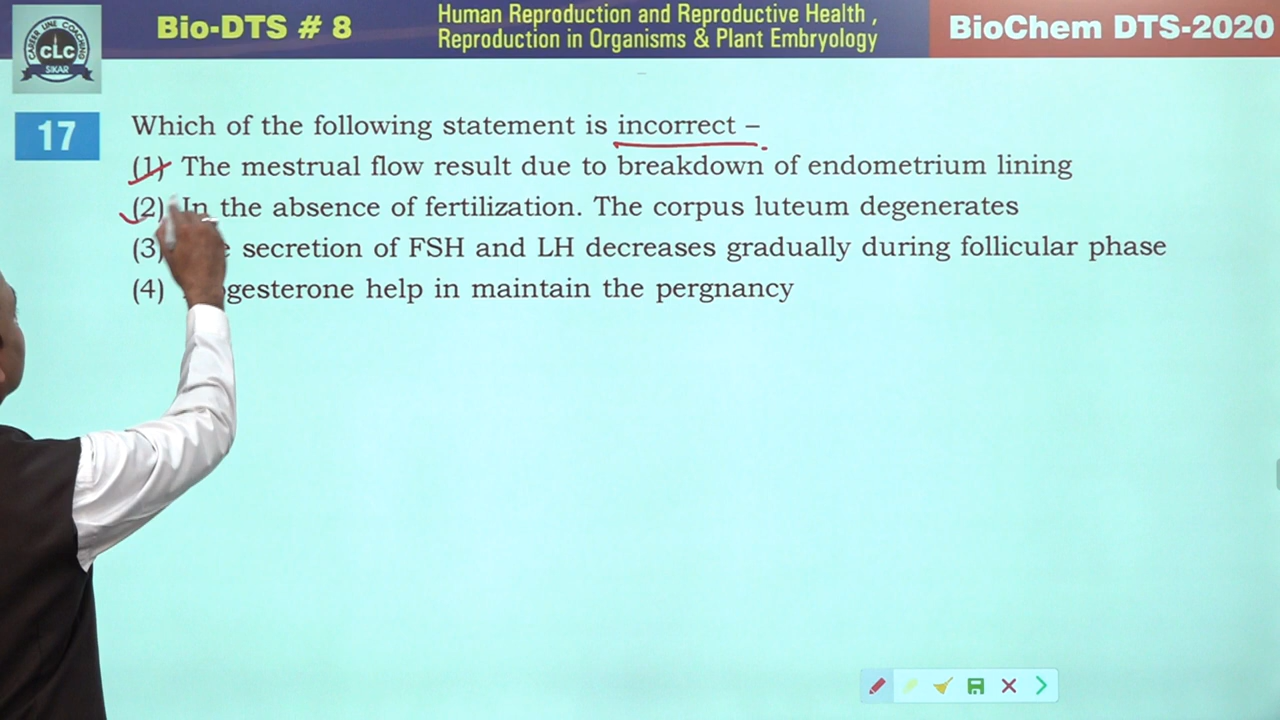 Bio-DTS # 8
Human Reproduction and Reproductive Health ,
Reproduction in Organisms & Plant Embryology
BioChem DTS-2020
CAREER LINE COACHING
CLC
SIKAR
17
Which of the following statement is incorrect –
(1) The mestrual flow result due to breakdown of endometrium lining
(2) In the absence of fertilization. The corpus luteum degenerates
(3) secretion of FSH and LH decreases gradually during follicular phase
(4) help in maintain the pergnancy